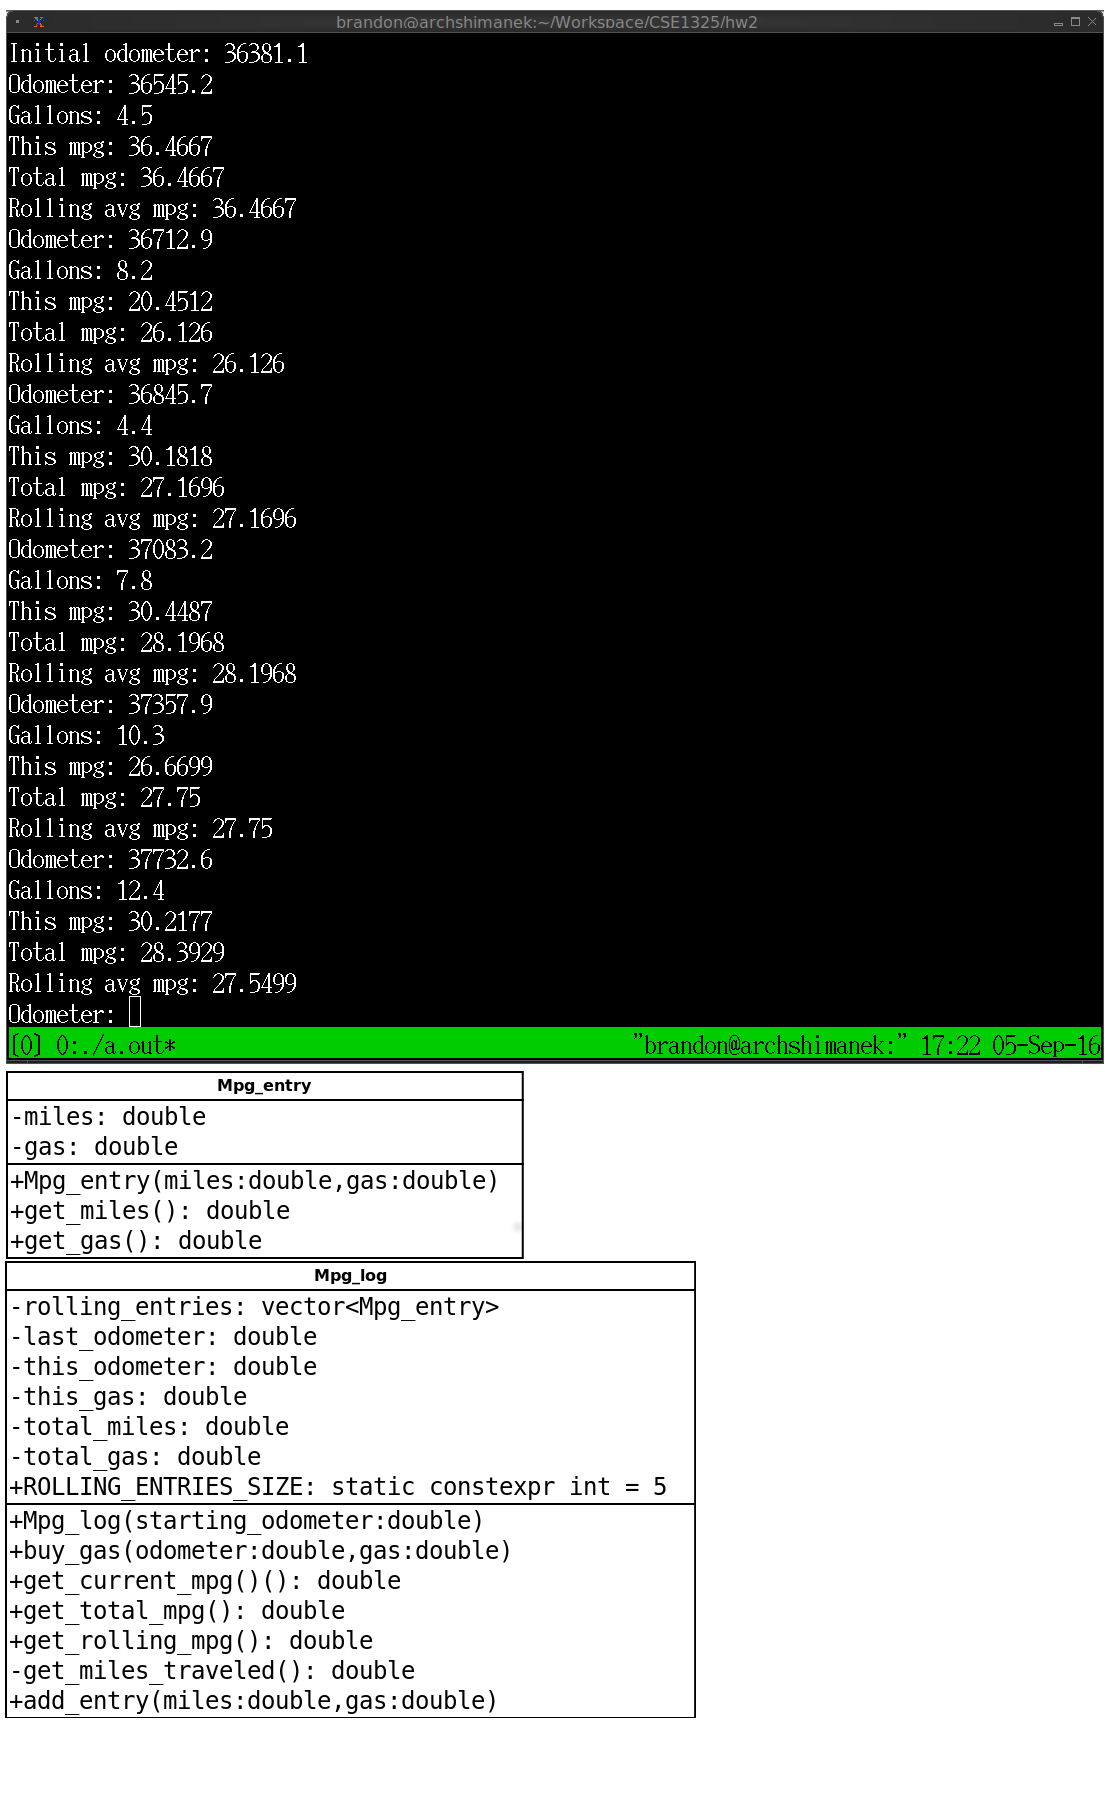 brandon@archshimanek:~/Workspace/CSE1325/hw2
Initial odometer: 36381.1
Odometer: 36545.2
Gallons: 4.5
This mpg: 36.4667
Total mpg: 36.4667
Rolling avg mpg: 36.4667
Odometer: 36712.9
Gallons: 8.2
This mpg: 20.4512
Total mpg: 26.126
Rolling avg mpg: 26.126
Odometer: 36845.7
Gallons: 4.4
This mpg: 30.1818
Total mpg: 27.1696
Rolling avg mpg: 27.1696
Odometer: 37083.2
Gallons: 7.8
This mpg: 30.4487
Total mpg: 28.1968
Rolling avg mpg: 28.1968
Odometer: 37357.9
Gallons: 10.3
This mpg: 26.6699
Total mpg: 27.75
Rolling avg mpg: 27.75
Odometer: 37732.6
Gallons: 12.4
This mpg: 30.2177
Total mpg: 28.3929
Rolling avg mpg: 27.5499
Odometer:
[0] 0:./a.out* "brandon@archshimanek:" 17:22 05-Sep-16
Mpg_entry
-miles: double
-gas: double
+Mpg_entry(miles:double,gas:double)
+get_miles(): double
+get_gas(): double
Mpg_log
-rolling_entries: vector<Mpg_entry>
-last_odometer: double
-this_odometer: double
-this_gas: double
-total_miles: double
-total_gas: double
+ROLLING_ENTRIES_SIZE: static constexpr int = 5
+Mpg_log(starting_odometer:double)
+buy_gas(odometer:double,gas:double)
+get_current_mpg()(): double
+get_total_mpg(): double
+get_rolling_mpg(): double
-get_miles_traveled(): double
+add_entry(miles:double,gas:double)